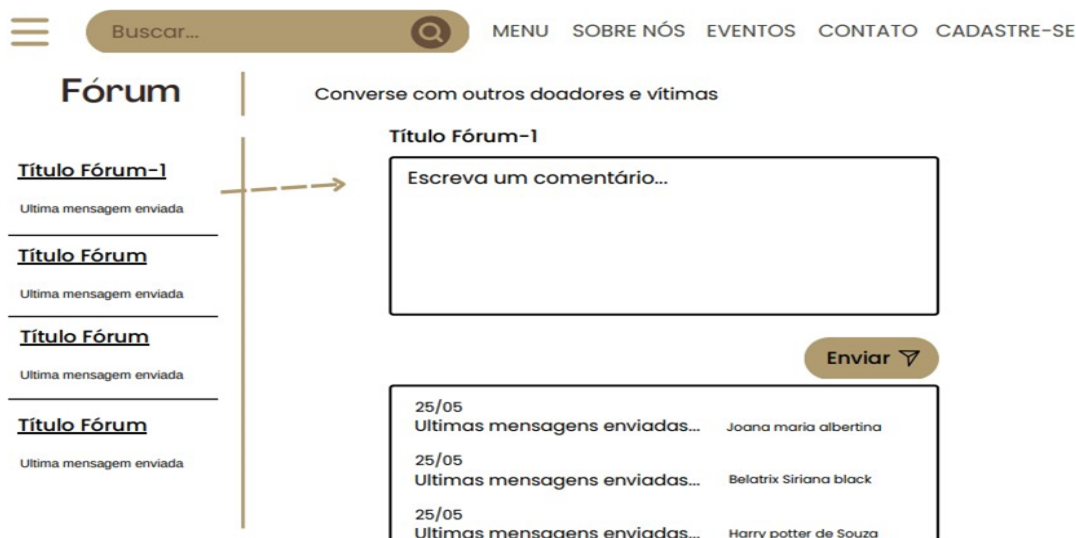 Buscar...
MENU SOBRE NÓS EVENTOS CONTATO CADASTRE-SE
Fórum
Título Fórum-1
Ultima mensagem enviada
Título Fórum
Ultima mensagem enviada
Título Fórum
Ultima mensagem enviada
Título Fórum
Ultima mensagem enviada
Converse com outros doadores e vítimas
Título Fórum-1
Escreva um comentário...
Enviar
25/05
Ultimas mensagens enviadas... Joana maria albertina
25/05
Ultimas mensagens enviadas... Belatrix Siriana black
25/05
Ultimas mensagens enviadas... Harry potter de Souza